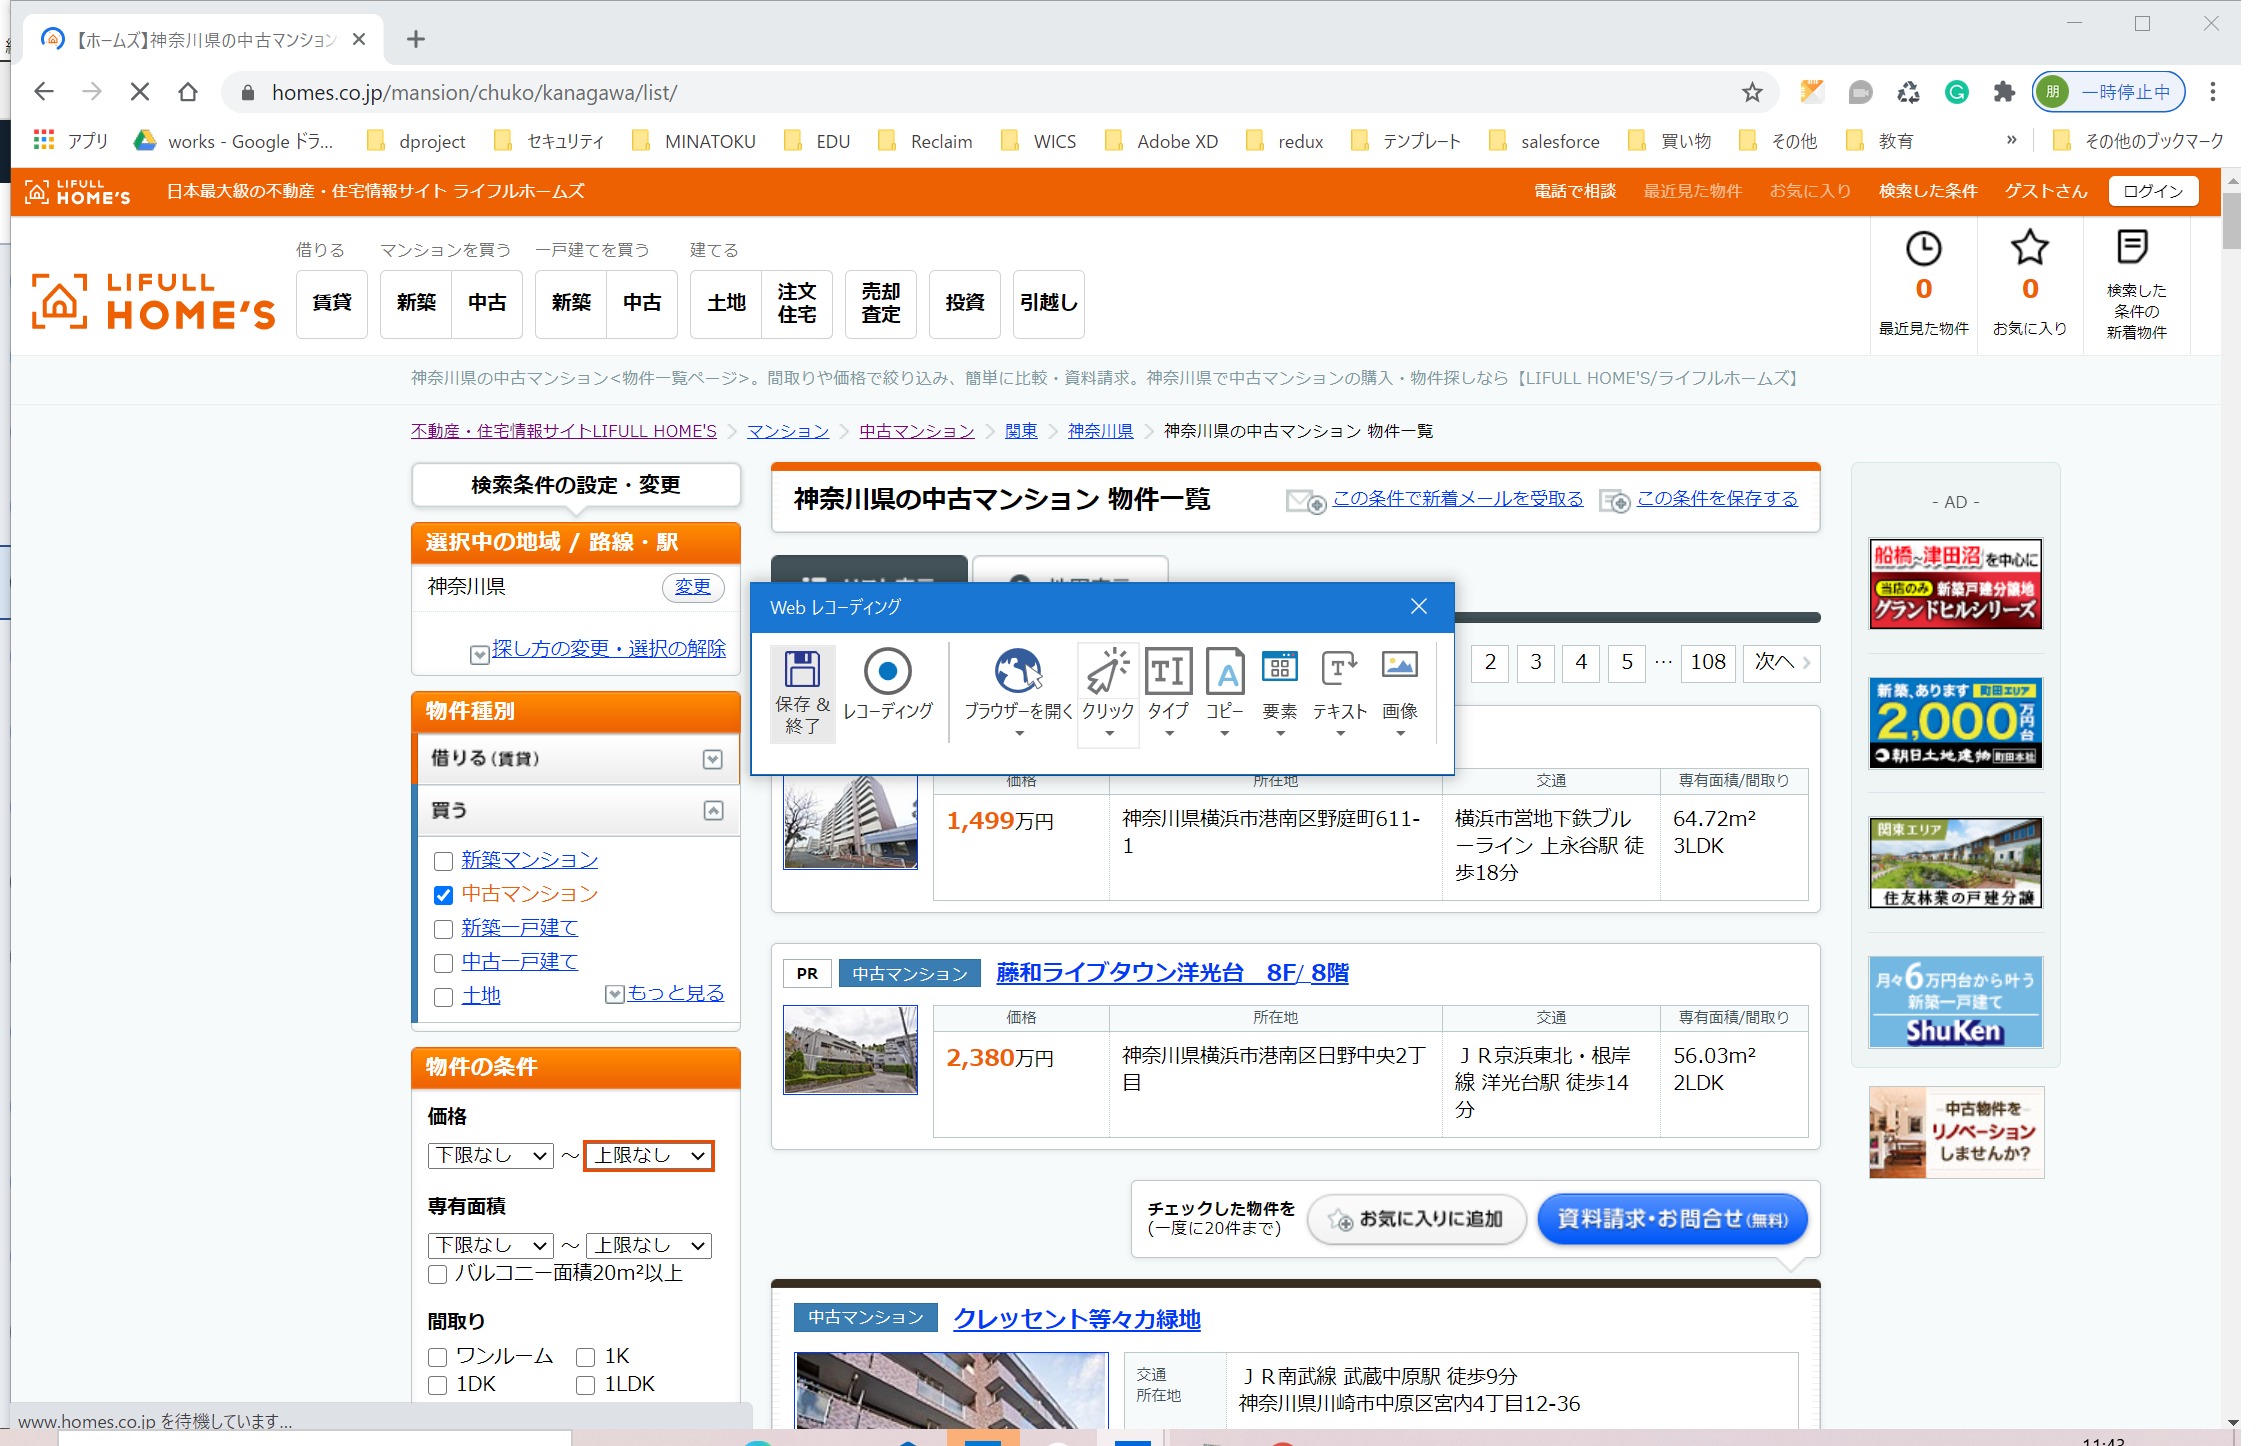 【ホームズ】神奈川県の中古マンション
homes.co.jp/mansion/chuko/kanagawa/list/
朋 一時停止中
アプリ works - Google ドラ... dproject セキュリティ MINATOKU EDU Reclaim WICS Adobe XD redux テンプレート salesforce 買い物 その他 教育 » その他のブックマーク
LIFULL HOME'S 日本最大級の不動産・住宅情報サイト ライフルホームズ 電話で相談 最近見た物件 お気に入り 検索した条件 ゲストさん ログイン
借りる マンションを買う 一戸建てを買う 建てる
LIFULL HOME'S
賃貸 新築 中古 新築 中古 土地 注文住宅 売却査定 投資 引越し
0 最近見た物件
0 お気に入り
検索した
条件の
新着物件
神奈川県の中古マンション<物件一覧ページ>。間取りや価格で絞り込み、簡単に比較・資料請求。神奈川県で中古マンションの購入・物件探しなら【LIFULL HOME'S/ライフルホームズ】
不動産・住宅情報サイトLIFULL HOME'S マンション 中古マンション 関東 神奈川県 神奈川県の中古マンション 物件一覧
検索条件の設定・変更
選択中の地域 / 路線・駅
神奈川県 変更
探し方の変更・選択の解除
物件種別
借りる(賃貸)
買う
新築マンション
中古マンション
新築一戸建て
中古一戸建て
土地 もっと見る
物件の条件
価格
下限なし ～ 上限なし
専有面積
下限なし ～ 上限なし
バルコニー面積20m²以上
間取り
ワンルーム 1K
1DK 1LDK
www.homes.co.jp を待機しています...
神奈川県の中古マンション 物件一覧 この条件で新着メールを受取る この条件を保存する
Web レコーディング
保存 & 終了 レコーディング ブラウザーを開く クリック タイプ コピー 要素 テキスト 画像
2 3 4 5 … 108 次へ
価格 所在地 交通 専有面積/間取り
1,499万円
神奈川県横浜市港南区野庭町611-
1
横浜市営地下鉄ブル
ーライン 上永谷駅 徒
歩18分
64.72m²
3LDK
PR 中古マンション 藤和ライブタウン洋光台　8F/ 8階
価格 所在地 交通 専有面積/間取り
2,380万円
神奈川県横浜市港南区日野中央2丁
目
ＪＲ京浜東北・根岸
線 洋光台駅 徒歩14
分
56.03m²
2LDK
チェックした物件を
(一度に20件まで)
お気に入りに追加
資料請求・お問合せ(無料)
中古マンション クレッセント等々力緑地
交通 ＪＲ南武線 武蔵中原駅 徒歩9分
所在地 神奈川県川崎市中原区宮内4丁目12-36
- AD -
船橋～津田沼を中心に
当店のみ 新築戸建分譲地
グランドヒルシリーズ
新築、あります 町田エリア
2,000万円台
朝日土地建物 町田本社
関東エリア
住友林業の戸建分譲
月々6万円台から叶う
新築一戸建て
ShuKen
中古物件を
リノベーション
しませんか?
11:43